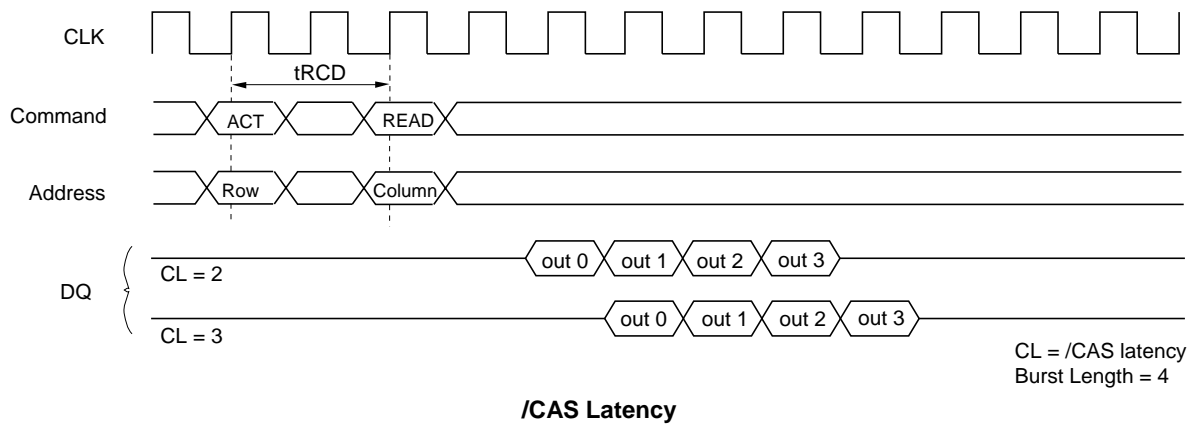 CLK
tRCD
Command ACT READ
Address Row Column
DQ
CL = 2 out 0 out 1 out 2 out 3
CL = 3 out 0 out 1 out 2 out 3
CL = /CAS latency
Burst Length = 4
/CAS Latency